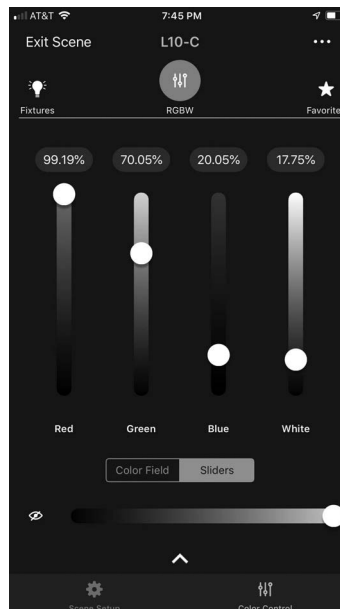 AT&T 7:45 PM
Exit Scene L10-C
Fixtures RGBW Favorite
99.19% 70.05% 20.05% 17.75%
Red Green Blue White
Color Field Sliders
Scene Setup Color Control